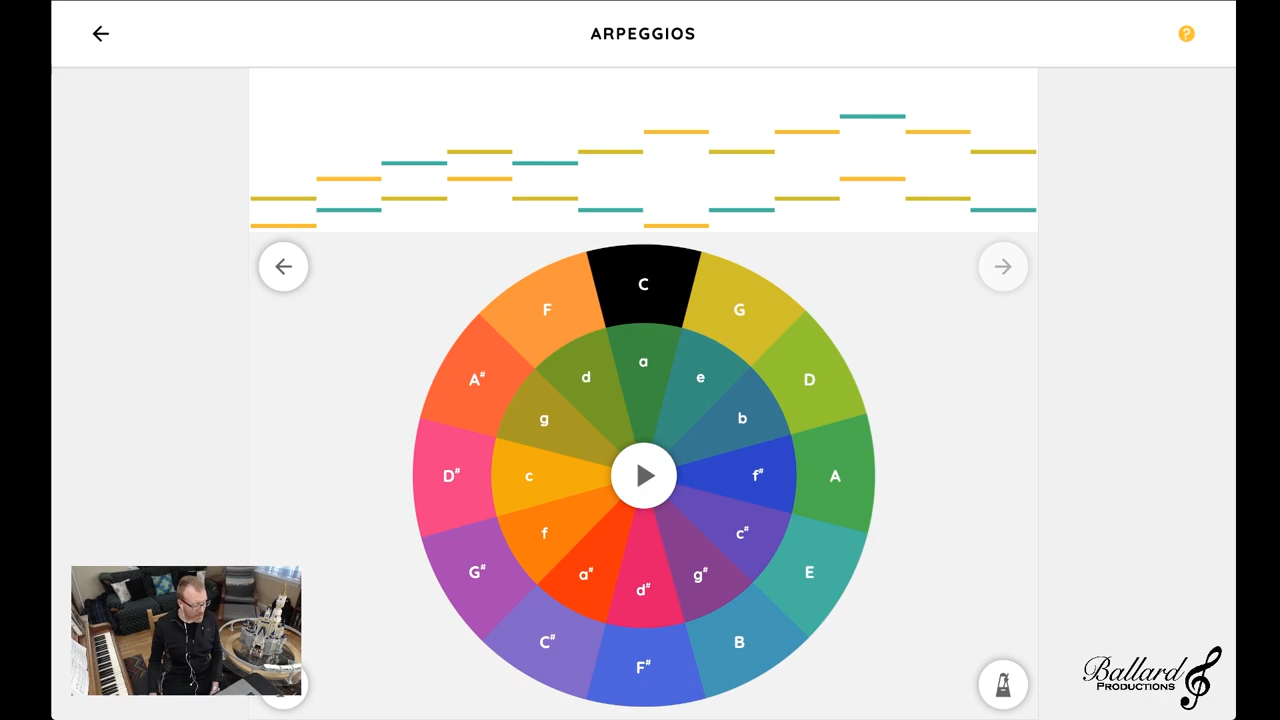 ARPEGGIOS
?
C
F
G
a
d
e
A#
D
g
b
D#
c
f#
A
f
c#
G#
a#
d#
g#
E
C#
F#
B
Ballard
PRODUCTIONS